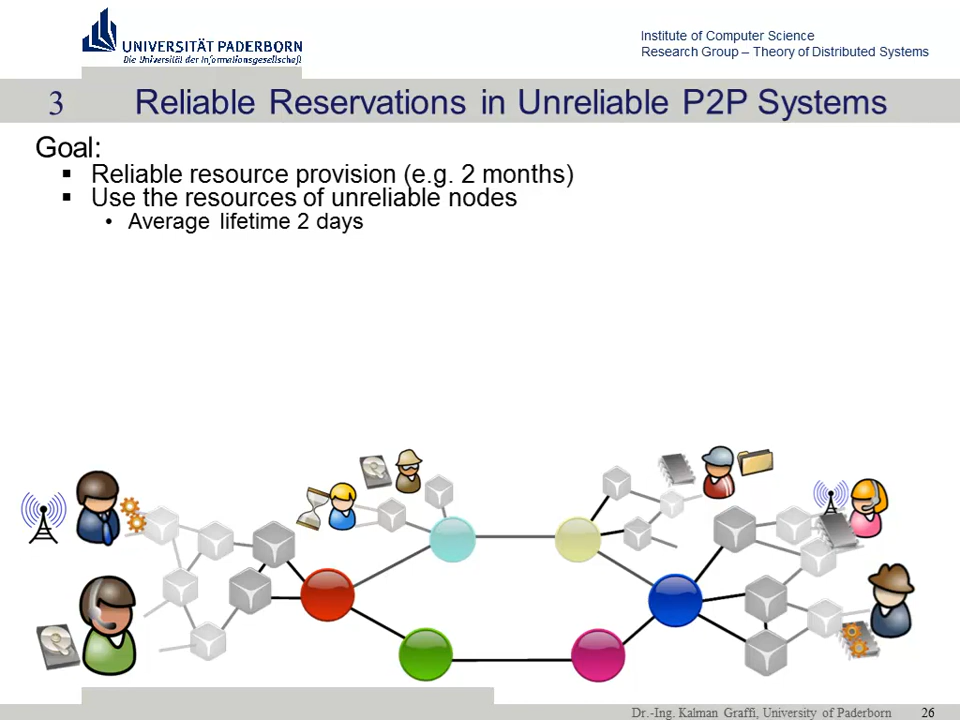 UNIVERSITÄT PADERBORN
Die Universität der Informationsgesellschaft
Institute of Computer Science
Research Group – Theory of Distributed Systems
3 Reliable Reservations in Unreliable P2P Systems
Goal:
▪ Reliable resource provision (e.g. 2 months)
▪ Use the resources of unreliable nodes
• Average lifetime 2 days
Dr.-Ing. Kalman Graffi, University of Paderborn 26